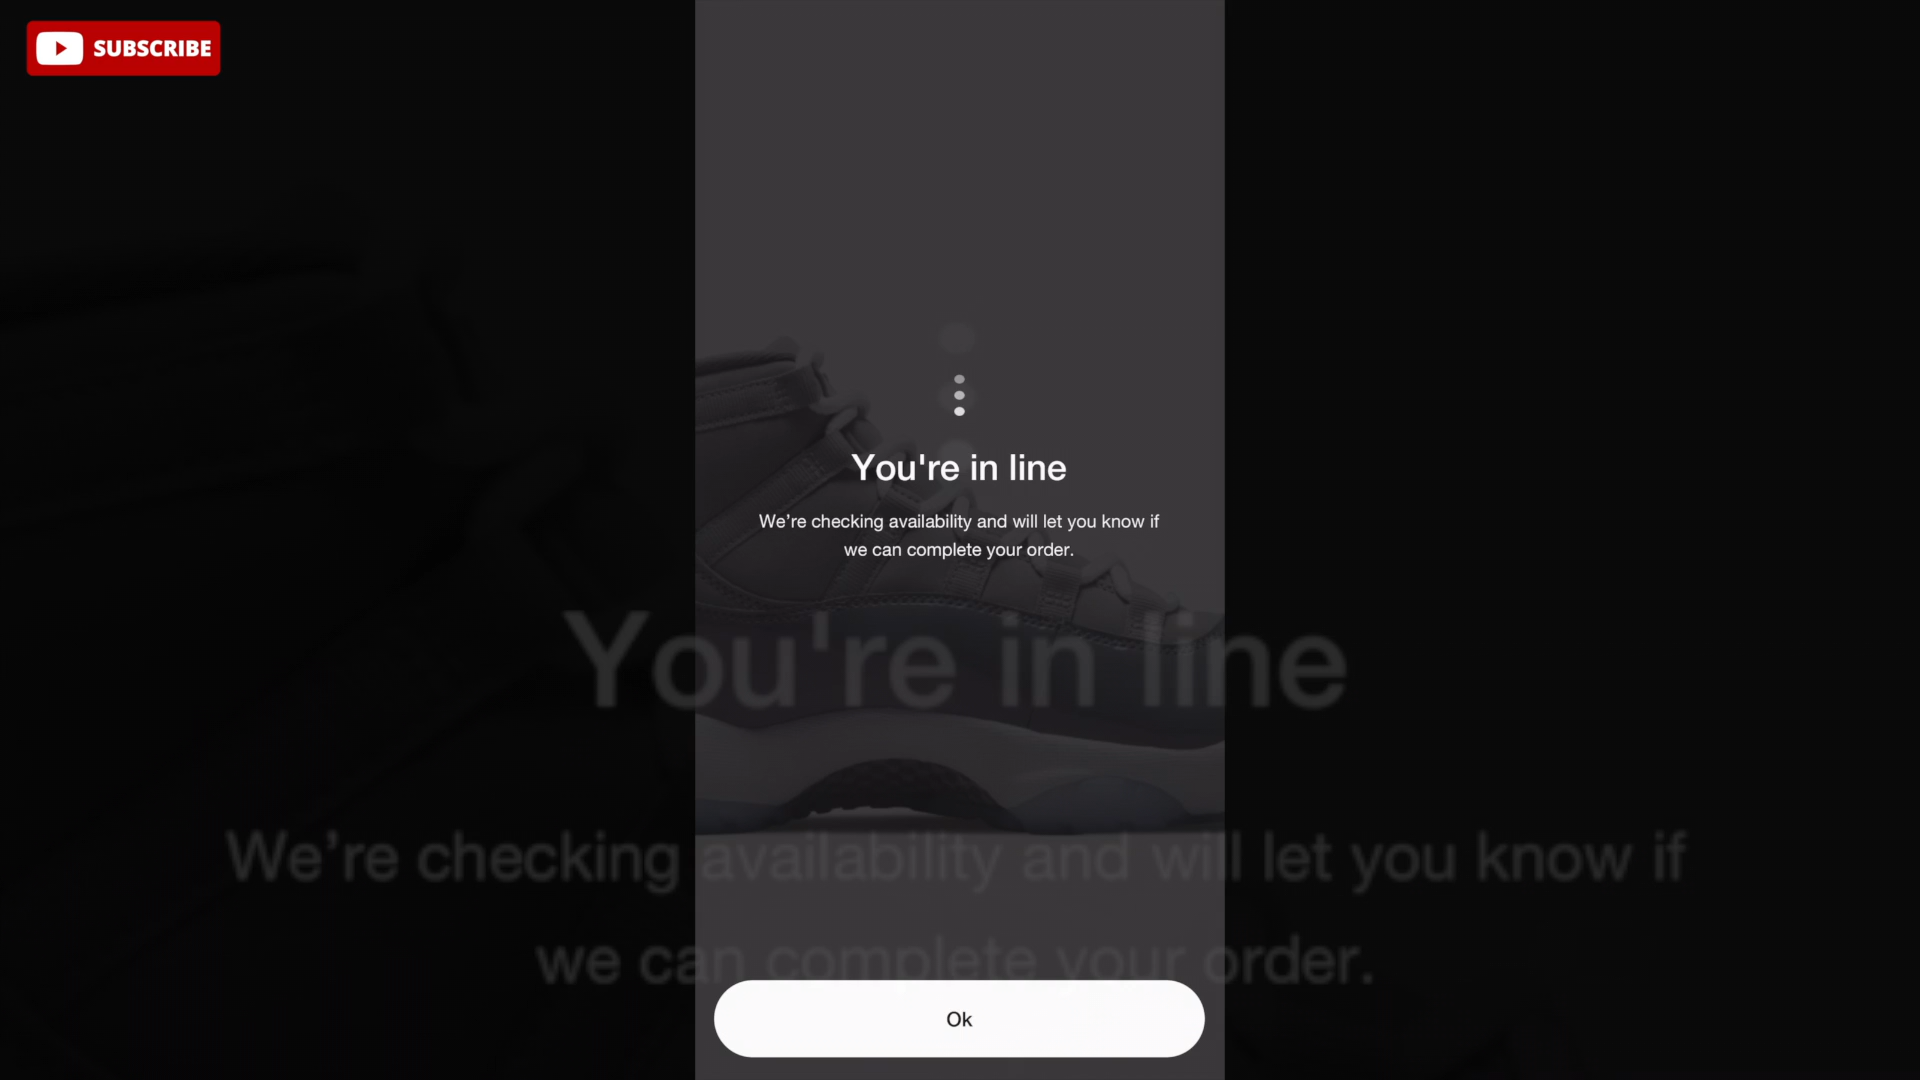 SUBSCRIBE
You're in line
We’re checking availability and will let you know if
we can complete your order.
You're in line
We’re checking availability and will let you know if
we can complete your order.
Ok